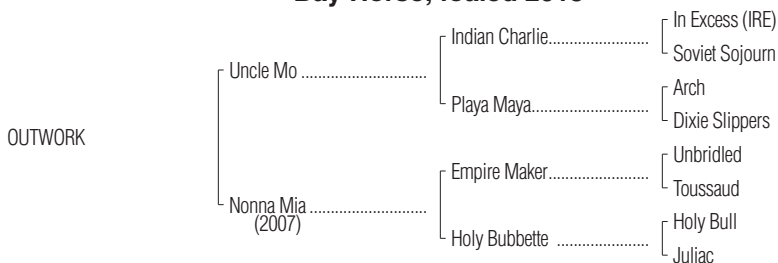 Bay Horse; foaled 2013
In Excess (IRE)
Indian Charlie......................
Soviet Sojourn
Uncle Mo ............................
Arch
Playa Maya..........................
Dixie Slippers
OUTWORK
Unbridled
Empire Maker......................
Toussaud
Nonna Mia ..........................
(2007)
Holy Bull
Holy Bubbette ....................
Juliac